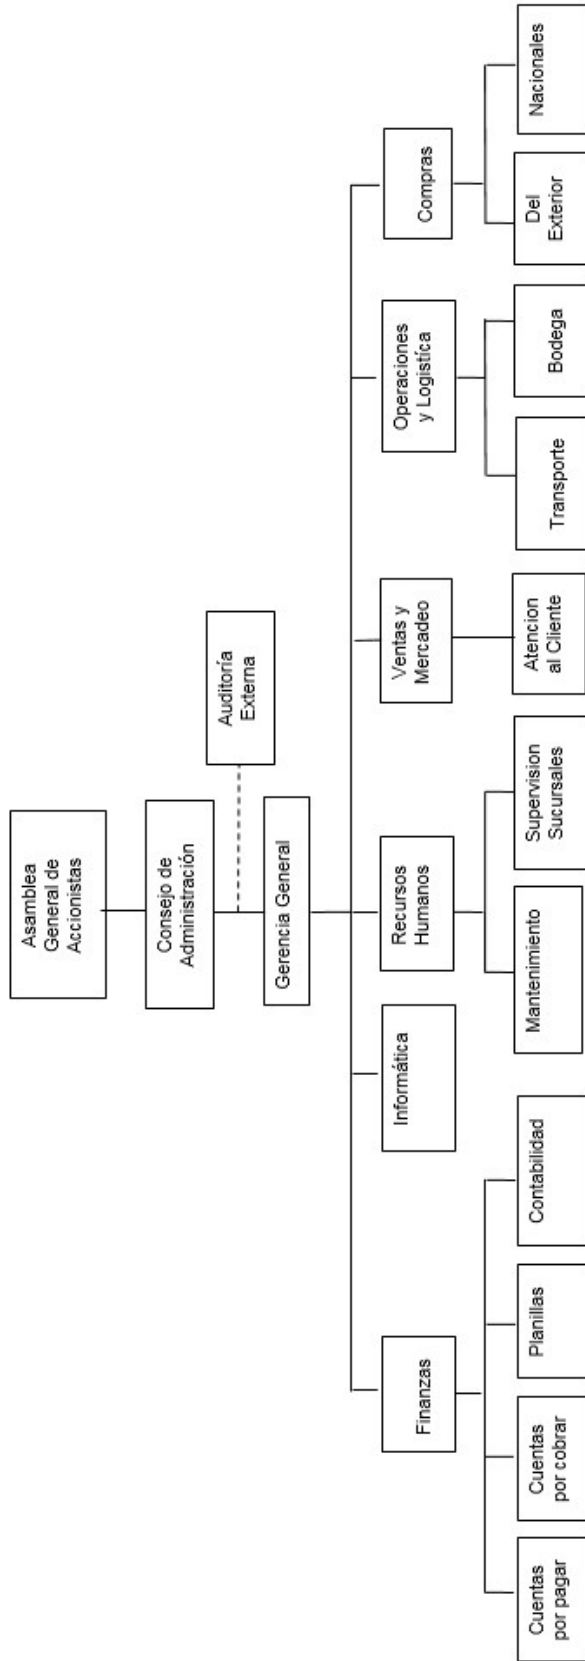 Asamblea
General de
Accionistas
Consejo de
Administración
Auditoría
Externa
Gerencia General
Finanzas
Informática
Recursos
Humanos
Ventas y
Mercadeo
Operaciones
y Logística
Compras
Cuentas
por pagar
Cuentas
por cobrar
Planillas
Contabilidad
Mantenimiento
Supervision
Sucursales
Atencion
al Cliente
Transporte
Bodega
Del
Exterior
Nacionales